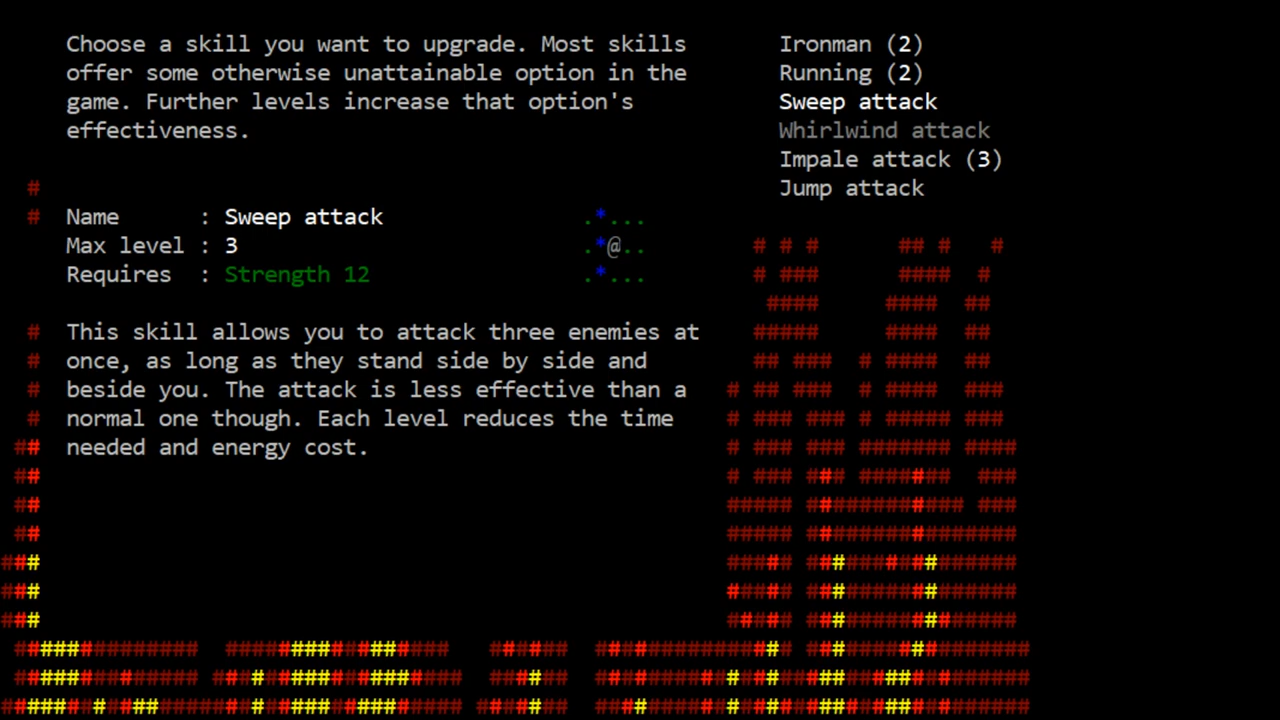 Choose a skill you want to upgrade. Most skills
offer some otherwise unattainable option in the
game. Further levels increase that option's
effectiveness.
Name : Sweep attack
Max level : 3
Requires : Strength 12
.*...
.*@..
.*...
This skill allows you to attack three enemies at
once, as long as they stand side by side and
beside you. The attack is less effective than a
normal one though. Each level reduces the time
needed and energy cost.
Ironman (2)
Running (2)
Sweep attack
Whirlwind attack
Impale attack (3)
Jump attack